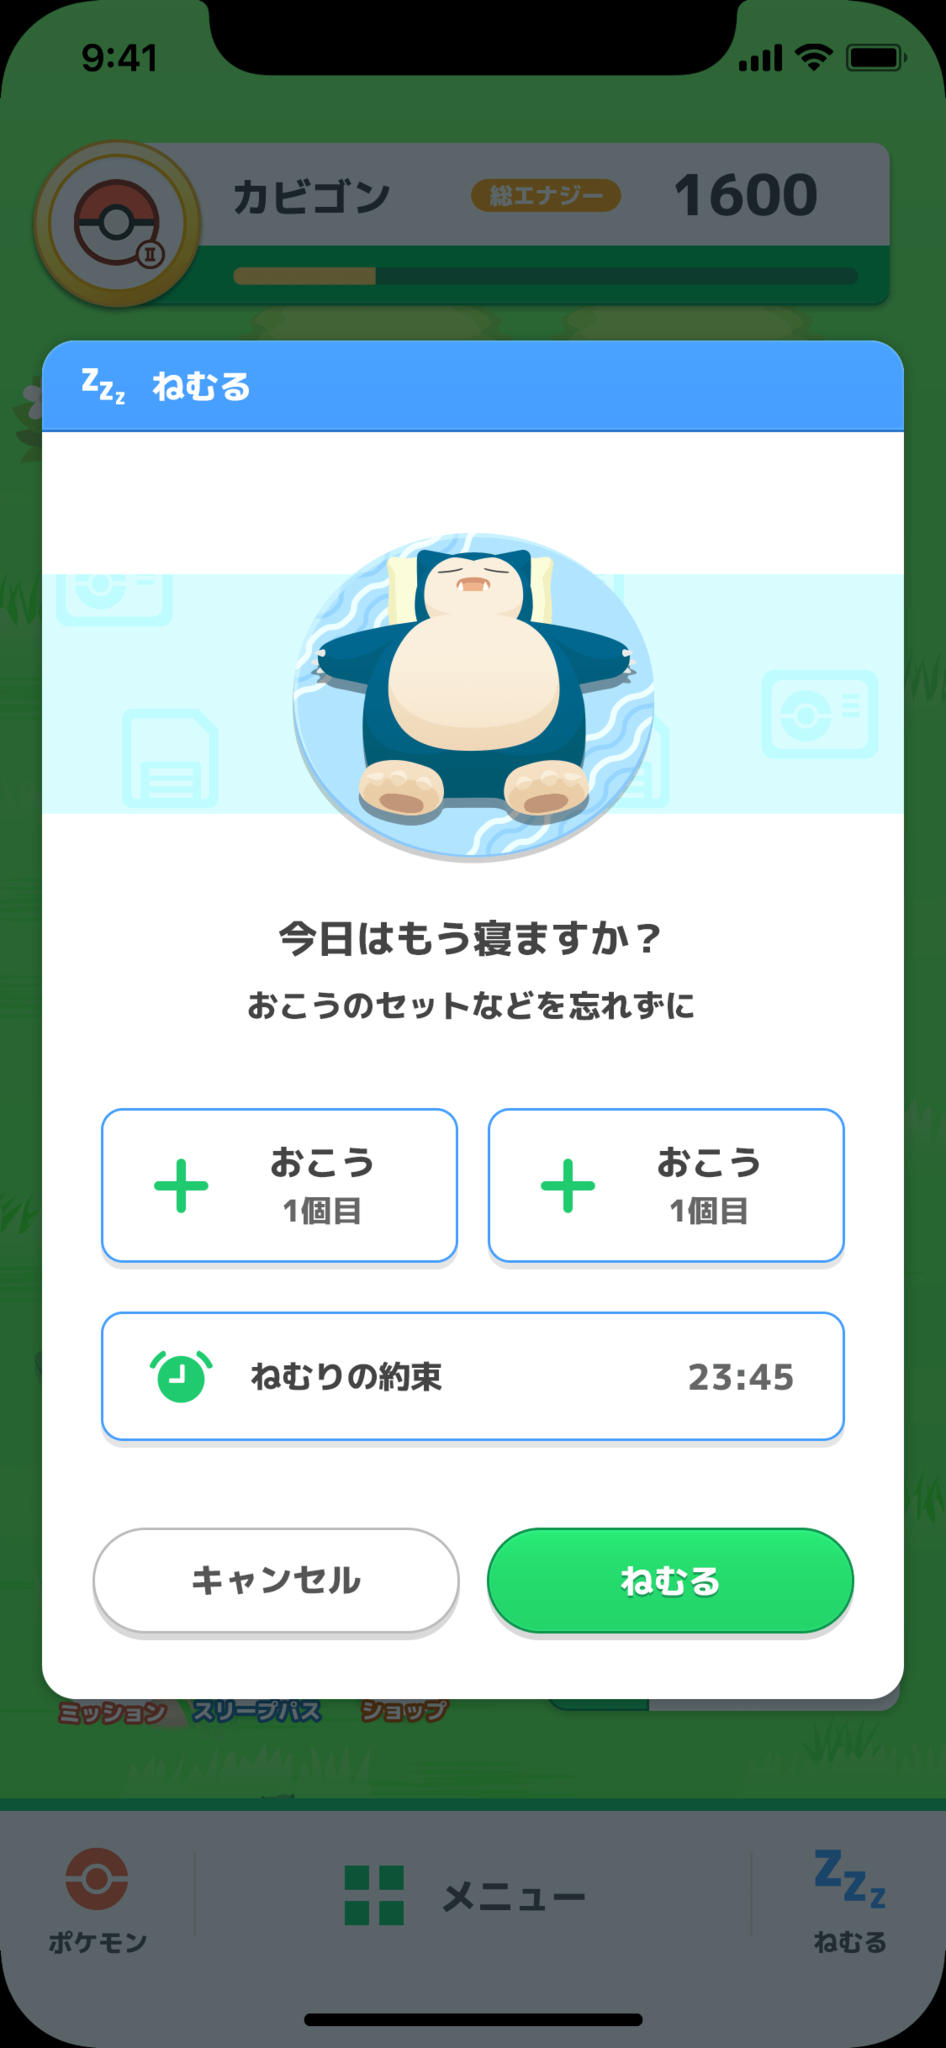 9:41
カビゴン 総エナジー 1600
II
zzz ねむる
今日はもう寝ますか？
おこうのセットなどを忘れずに
おこう
1個目
おこう
1個目
ねむりの約束 23:45
キャンセル ねむる
ミッション スリープパス ショップ
メニュー
zzz
ポケモン ねむる